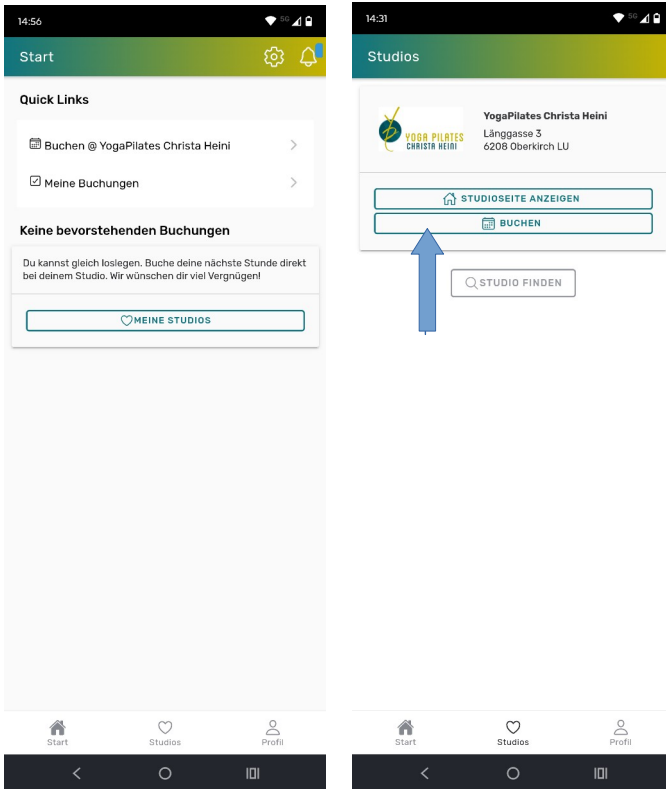 14:56
5G
Start
Quick Links
Buchen @ YogaPilates Christa Heini
Meine Buchungen
Keine bevorstehenden Buchungen
Du kannst gleich loslegen. Buche deine nächste Stunde direkt
bei deinem Studio. Wir wünschen dir viel Vergnügen!
MEINE STUDIOS
Start
Studios
Profil
14:31
5G
Studios
YOGA PILATES
CHRISTA HEINI
YogaPilates Christa Heini
Länggasse 3
6208 Oberkirch LU
STUDIOSEITE ANZEIGEN
BUCHEN
STUDIO FINDEN
Start
Studios
Profil